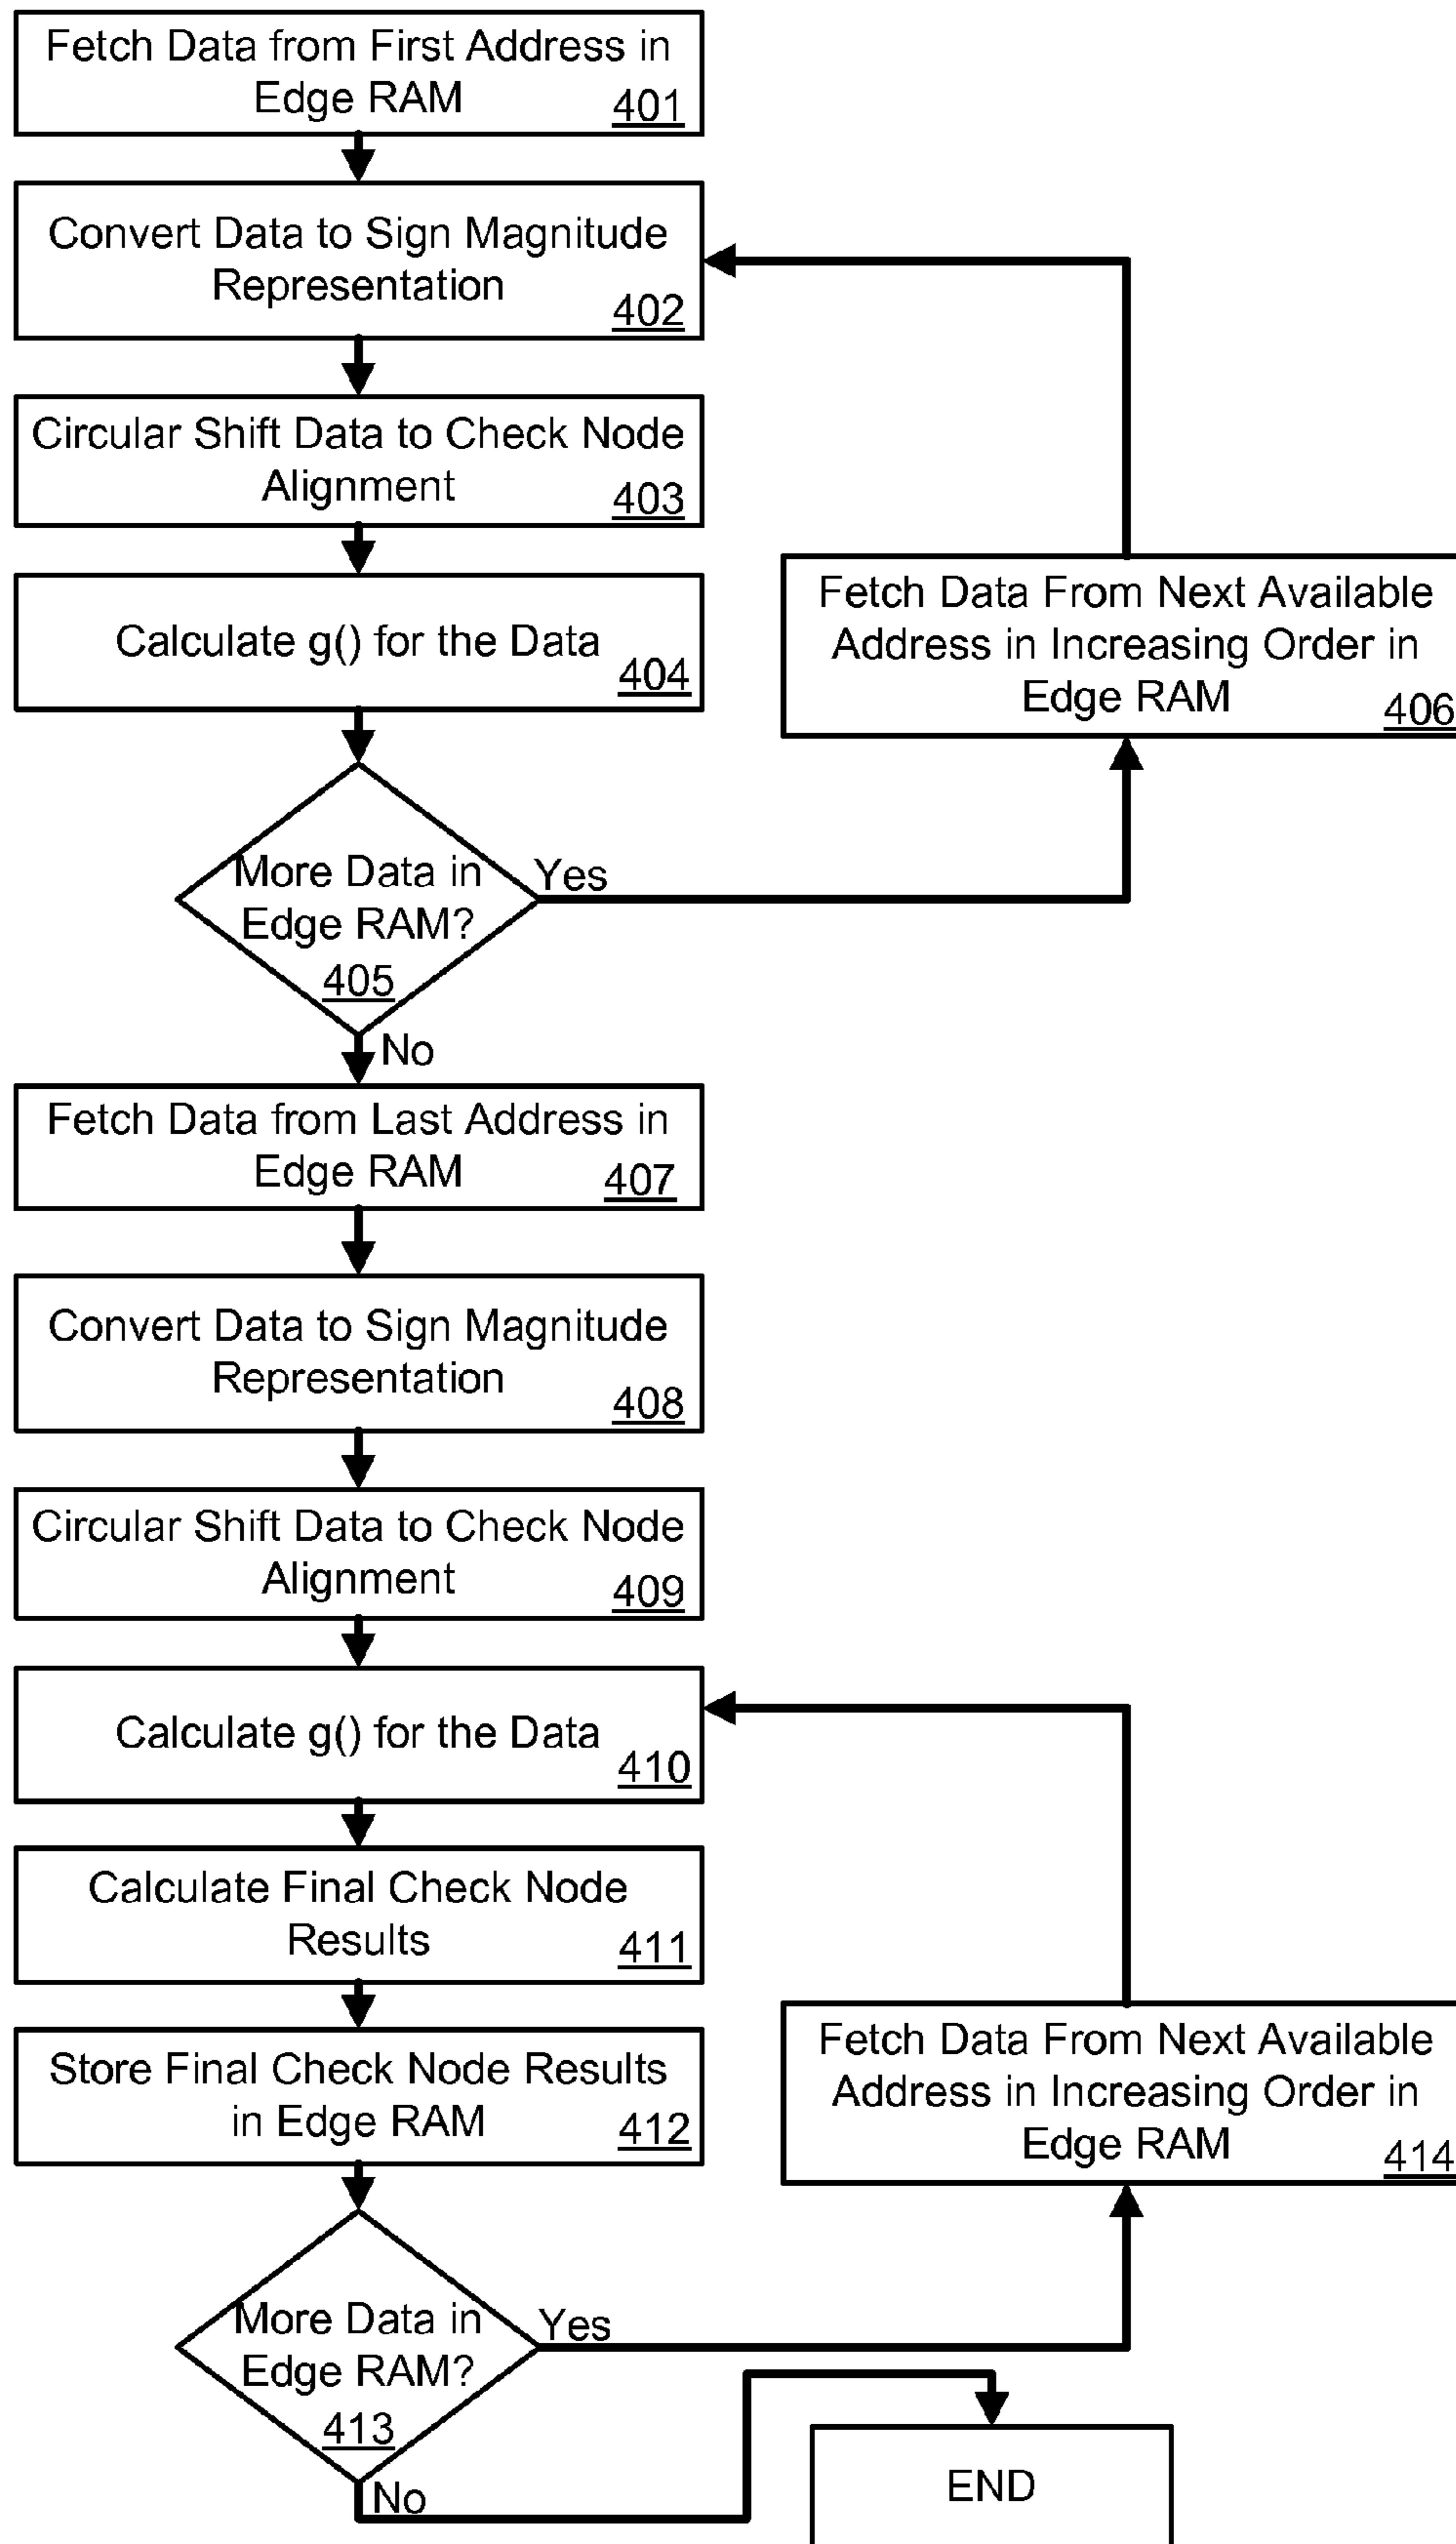 Fetch Data from First Address in
Edge RAM
401
Convert Data to Sign Magnitude
Representation
402
Circular Shift Data to Check Node
Alignment
403
Calculate g() for the Data
404
Fetch Data From Next Available
Address in Increasing Order in
Edge RAM
406
More Data in
Edge RAM?
405
Yes
No
Fetch Data from Last Address in
Edge RAM
407
Convert Data to Sign Magnitude
Representation
408
Circular Shift Data to Check Node
Alignment
409
Calculate g() for the Data
410
Calculate Final Check Node
Results
411
Store Final Check Node Results
in Edge RAM
412
Fetch Data From Next Available
Address in Increasing Order in
Edge RAM
414
More Data in
Edge RAM?
413
Yes
No
END